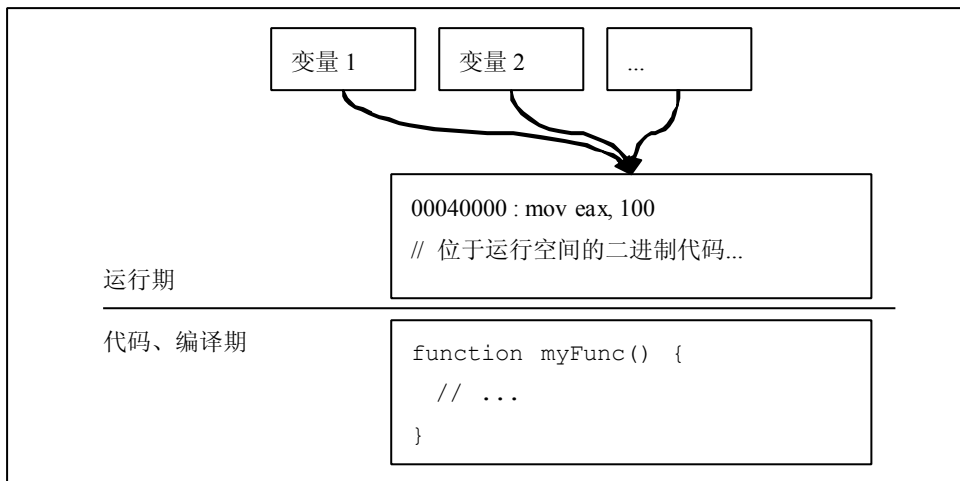 变量 1
变量 2
...
00040000 : mov eax, 100
// 位于运行空间的二进制代码...
运行期
代码、编译期
function myFunc() {
// ...
}